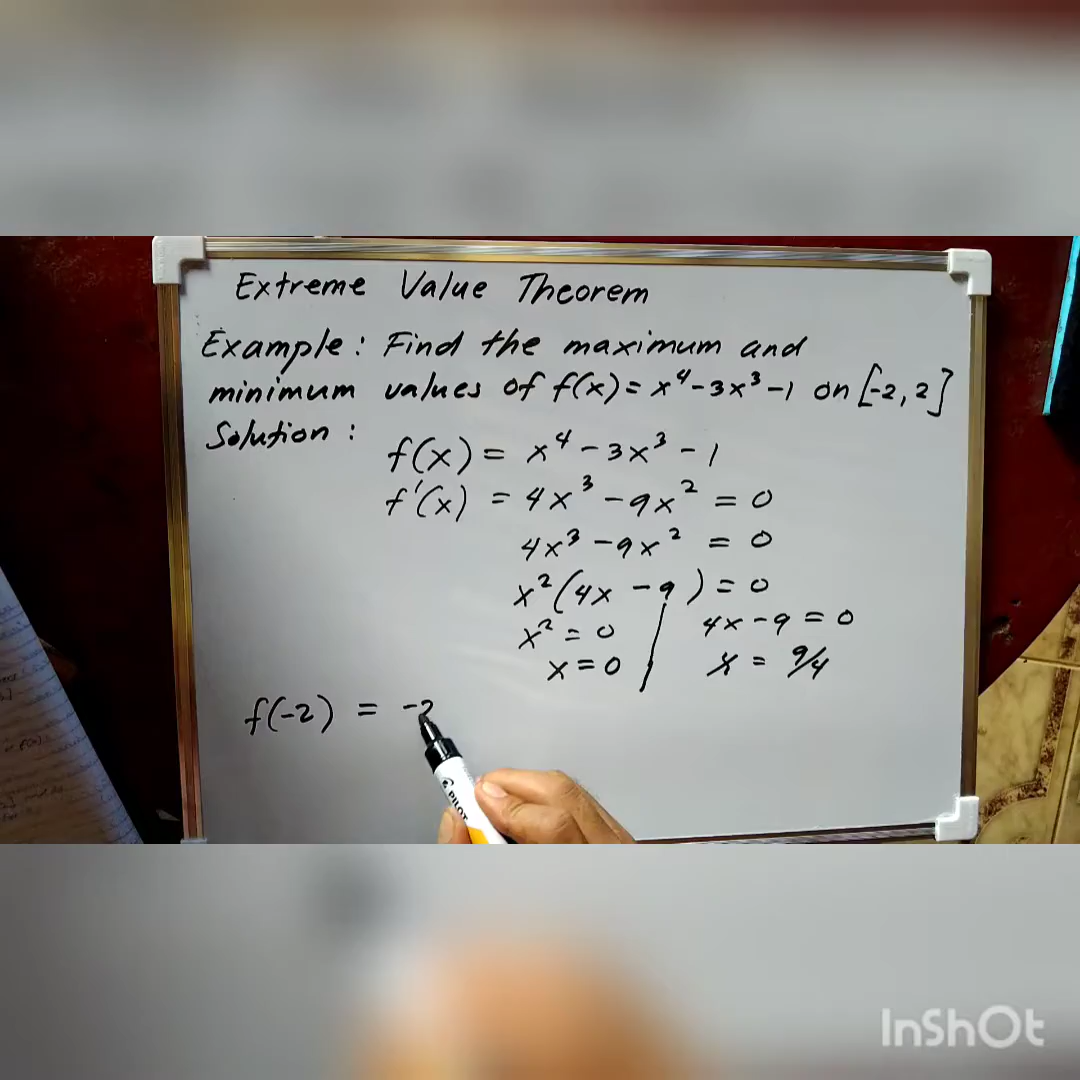 Extreme Value Theorem
Example: Find the maximum and
minimum values of f(x) = x⁴ - 3x³ - 1 on [-2, 2]
Solution:
f(x) = x⁴ - 3x³ - 1
f'(x) = 4x³ - 9x² = 0
4x³ - 9x² = 0
x²(4x - 9) = 0
x² = 0 | 4x - 9 = 0
x = 0 | x = 9/4
f(-2) = -2
PILOT
InShOt